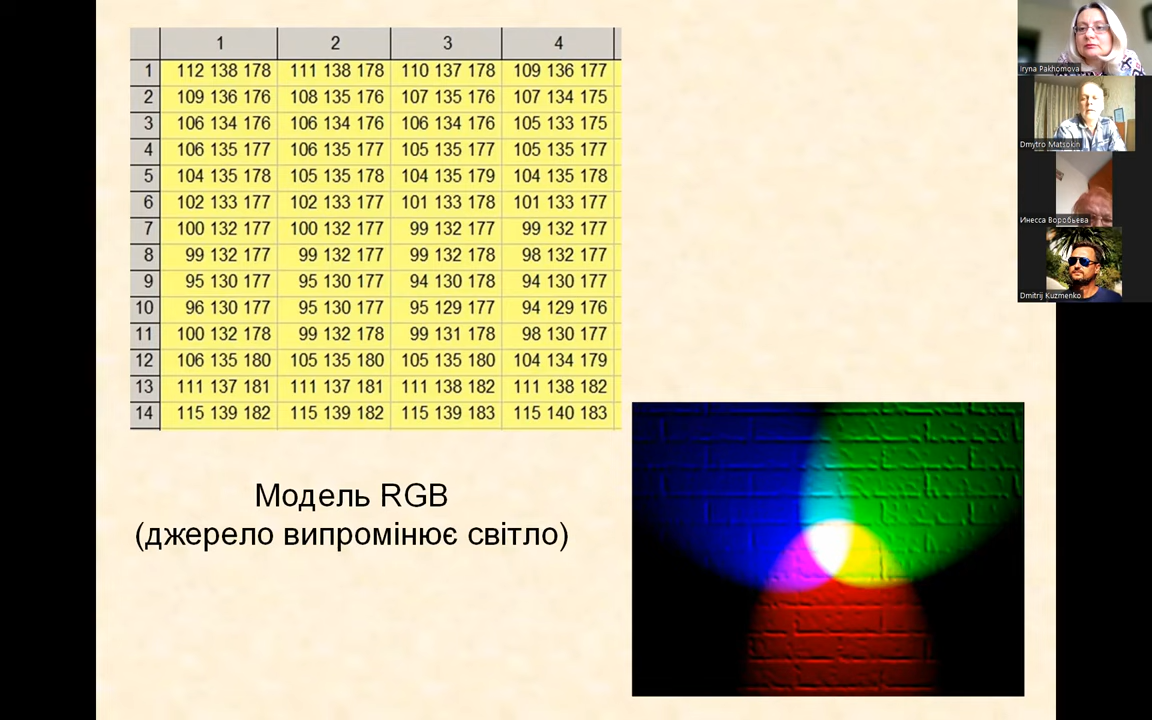 1 2 3 4
1 112 138 178 111 138 178 110 137 178 109 136 177
2 109 136 176 108 135 176 107 135 176 107 134 175
3 106 134 176 106 134 176 106 134 176 105 133 175
4 106 135 177 106 135 177 105 135 177 105 135 177
5 104 135 178 105 135 178 104 135 179 104 135 178
6 102 133 177 102 133 177 101 133 178 101 133 177
7 100 132 177 100 132 177 99 132 177 99 132 177
8 99 132 177 99 132 177 99 132 178 98 132 177
9 95 130 177 95 130 177 94 130 178 94 130 177
10 96 130 177 95 130 177 95 129 177 94 129 176
11 100 132 178 99 132 178 99 131 178 98 130 177
12 106 135 180 105 135 180 105 135 180 104 134 179
13 111 137 181 111 137 181 111 138 182 111 138 182
14 115 139 182 115 139 182 115 139 183 115 140 183
Модель RGB
(джерело випромінює світло)
Iryna Pakhomova
Dmytro Matsokin
Инесса Воробьева
Dmitrij Kuzmenko